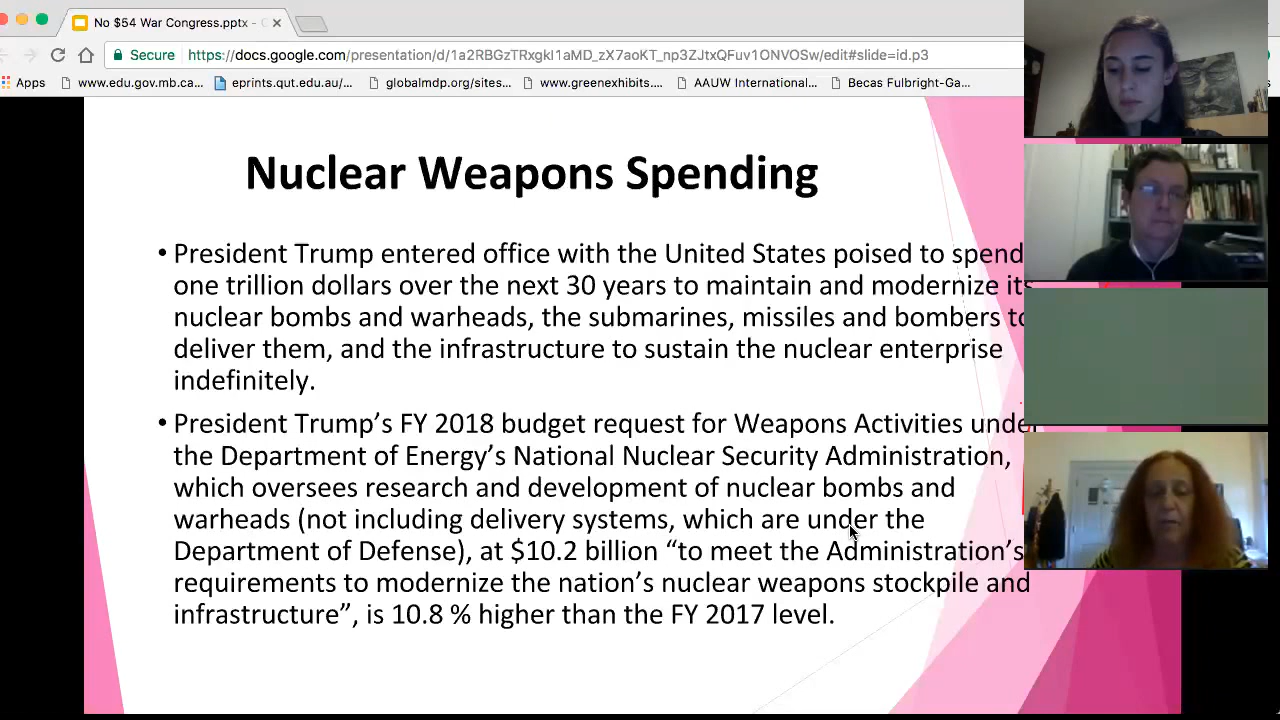 No $54 War Congress.pptx -
Secure https://docs.google.com/presentation/d/1a2RBGzTRxgkI1aMD_zX7aoKT_np3ZJtxQFuv1ONVOSw/edit#slide=id.p3
Apps www.edu.gov.mb.ca... eprints.qut.edu.au/... globalmdp.org/sites... www.greenexhibits.... AAUW International... Becas Fulbright-Ga...
Nuclear Weapons Spending
• President Trump entered office with the United States poised to spend
one trillion dollars over the next 30 years to maintain and modernize its
nuclear bombs and warheads, the submarines, missiles and bombers to
deliver them, and the infrastructure to sustain the nuclear enterprise
indefinitely.
• President Trump’s FY 2018 budget request for Weapons Activities under
the Department of Energy’s National Nuclear Security Administration,
which oversees research and development of nuclear bombs and
warheads (not including delivery systems, which are under the
Department of Defense), at $10.2 billion “to meet the Administration’s
requirements to modernize the nation’s nuclear weapons stockpile and
infrastructure”, is 10.8 % higher than the FY 2017 level.